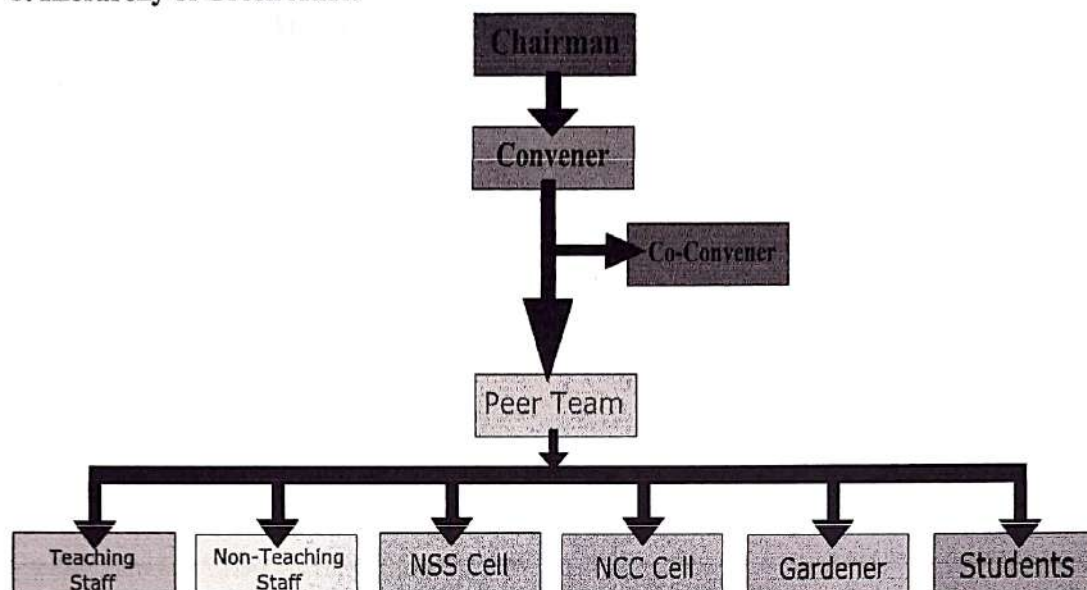 Chairman
Convener
Co-Convener
Peer Team
Teaching
Staff
Non-Teaching
Staff
NSS Cell
NCC Cell
Gardener
Students